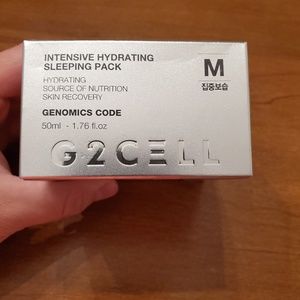 INTENSIVE HYDRATING
SLEEPING PACK
M
집중보습
HYDRATING
SOURCE OF NUTRITION
SKIN RECOVERY
GENOMICS CODE
50ml - 1.76 fl.oz
G2CELL